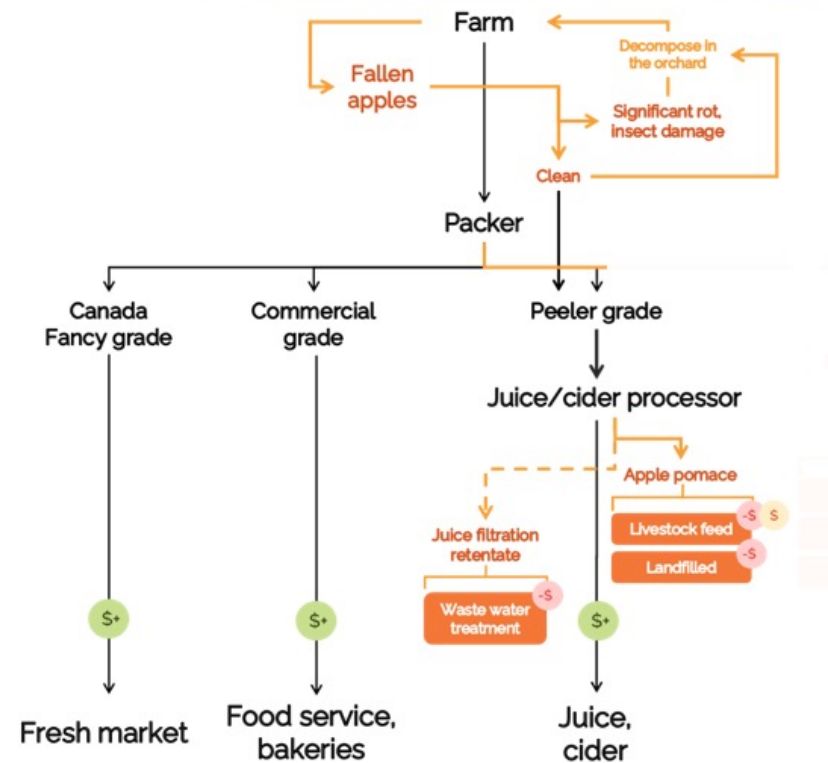 Farm
Decompose in
the orchard
Fallen
apples
Significant rot,
insect damage
Clean
Packer
Canada
Fancy grade
Commercial
grade
Peeler grade
Juice/cider processor
Apple pomace
-$ $
Livestock feed
-$
Landfilled
Juice filtration
retentate
-$
Waste water
treatment
$+
$+
$+
Fresh market
Food service,
bakeries
Juice,
cider